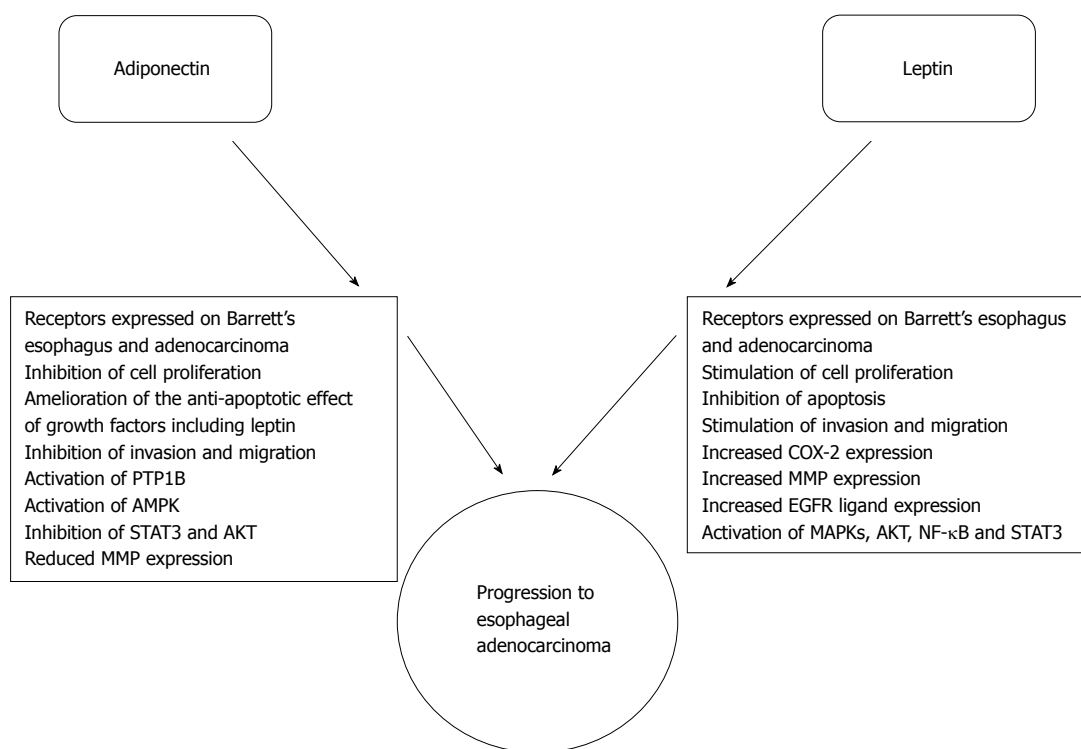 Adiponectin
Leptin
Receptors expressed on Barrett's
esophagus and adenocarcinoma
Inhibition of cell proliferation
Amelioration of the anti-apoptotic effect
of growth factors including leptin
Inhibition of invasion and migration
Activation of PTP1B
Activation of AMPK
Inhibition of STAT3 and AKT
Reduced MMP expression
Receptors expressed on Barrett's esophagus
and adenocarcinoma
Stimulation of cell proliferation
Inhibition of apoptosis
Stimulation of invasion and migration
Increased COX-2 expression
Increased MMP expression
Increased EGFR ligand expression
Activation of MAPKs, AKT, NF-κB and STAT3
Progression to
esophageal
adenocarcinoma